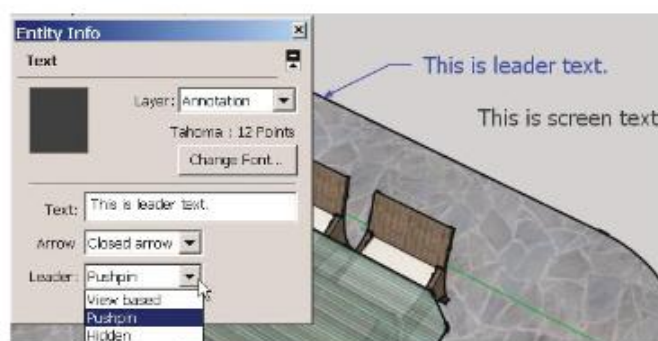 Entity Info
Text
Layer: Annotation
Tahoma : 12 Points
Change Font...
Text: This is leader text.
Arrow Closed arrow
Leader: Pushpin
View based
Pushpin
Hidden
This is leader text.
This is screen text